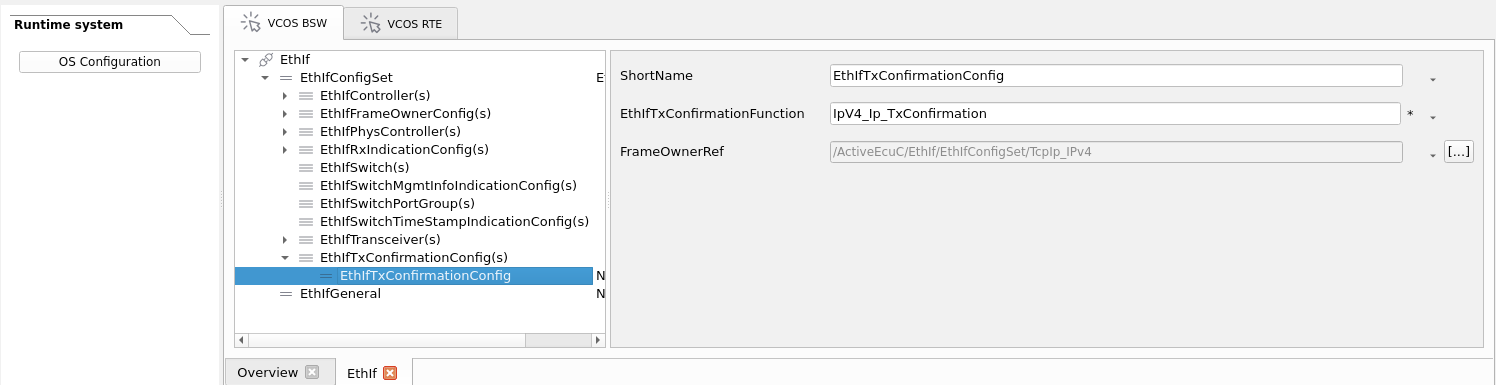 Runtime system
OS Configuration
VCOS BSW
VCOS RTE
EthIf
EthIfConfigSet
E
EthIfController(s)
EthIfFrameOwnerConfig(s)
EthIfPhysController(s)
EthIfRxIndicationConfig(s)
EthIfSwitch(s)
EthIfSwitchMgmtInfoIndicationConfig(s)
EthIfSwitchPortGroup(s)
EthIfSwitchTimeStampIndicationConfig(s)
EthIfTransceiver(s)
EthIfTxConfirmationConfig(s)
EthIfTxConfirmationConfig N
EthIfGeneral N
ShortName EthIfTxConfirmationConfig
EthIfTxConfirmationFunction IpV4_Ip_TxConfirmation *
FrameOwnerRef /ActiveEcuC/EthIf/EthIfConfigSet/TcpIp_IPv4 [...]
Overview
EthIf